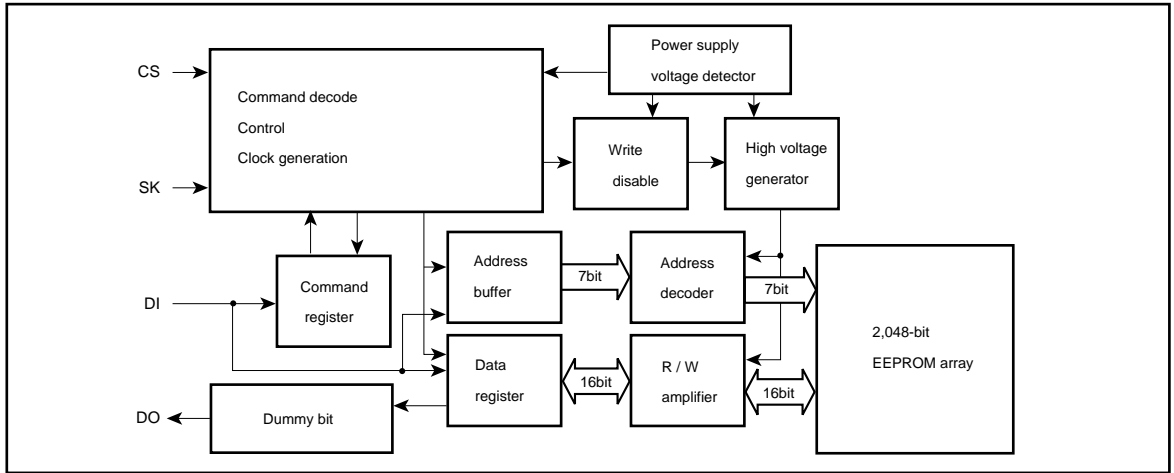 Power supply
voltage detector
CS
Command decode
Control
Clock generation
Write
disable
High voltage
generator
SK
Address
buffer
7bit
Address
decoder
7bit
Command
register
DI
2,048-bit
EEPROM array
Data
register
16bit
R / W
amplifier
16bit
DO
Dummy bit